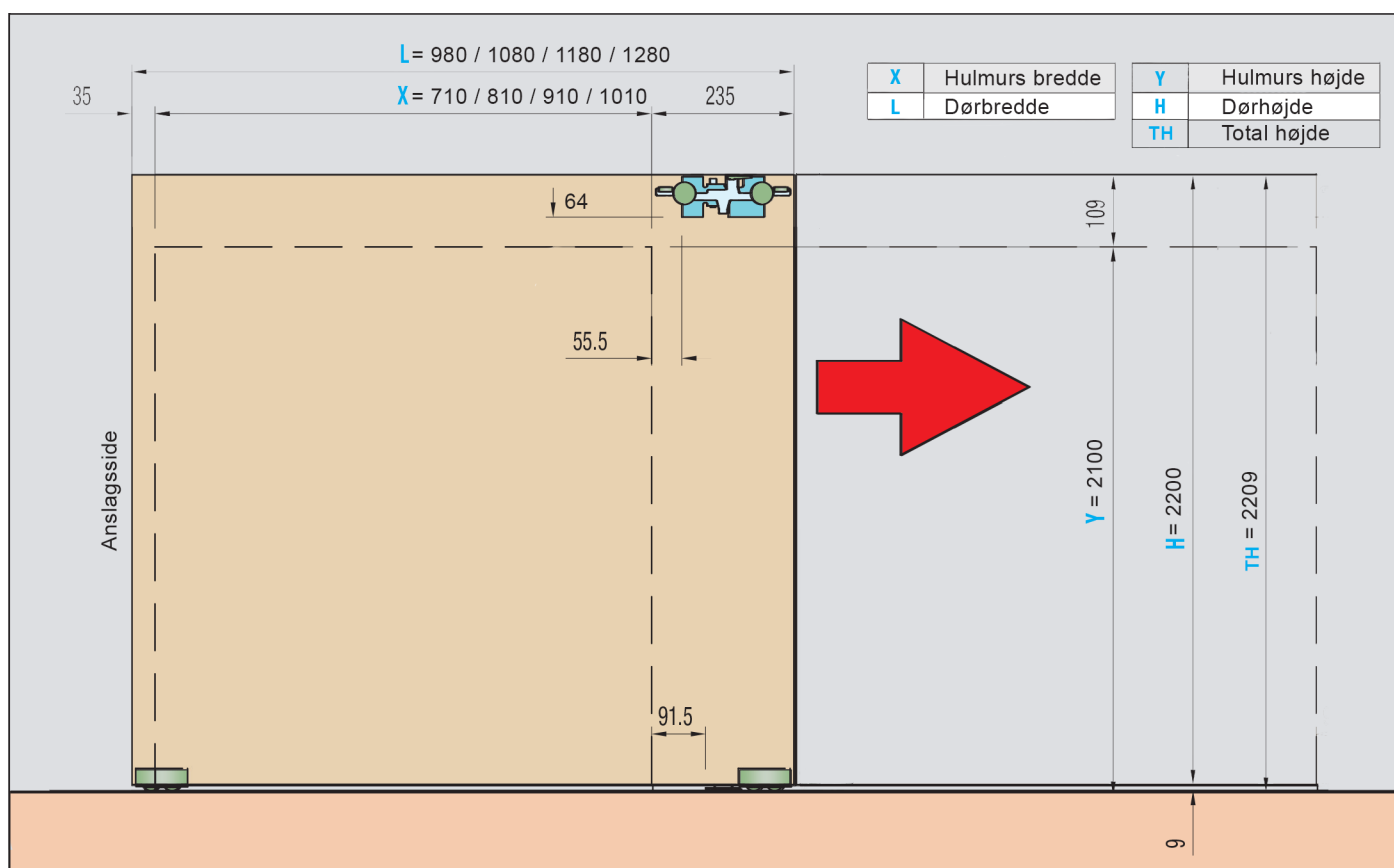 L= 980 / 1080 / 1180 / 1280
35
X= 710 / 810 / 910 / 1010
235
X Hulmurs bredde
L Dørbredde
Y Hulmurs højde
H Dørhøjde
TH Total højde
64
109
55.5
Anslagsside
Y = 2100
H= 2200
TH = 2209
91.5
9